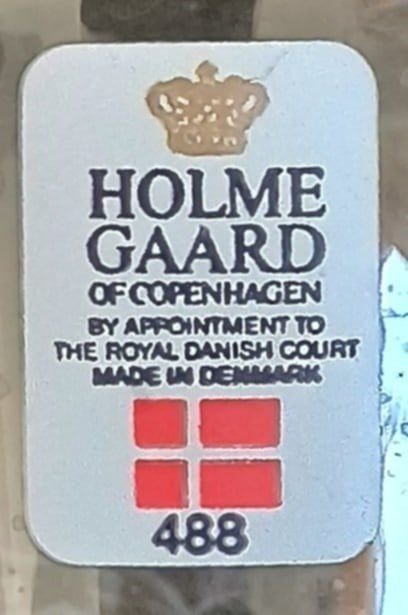 HOLME
GAARD
OF COPENHAGEN
BY APPOINTMENT TO
THE ROYAL DANISH COURT
MADE IN DENMARK
488